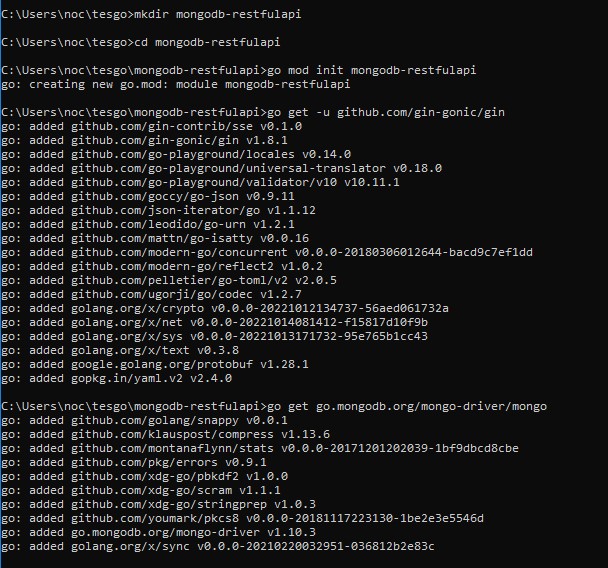 C:\Users\noc\tesgo>mkdir mongodb-restfulapi
C:\Users\noc\tesgo>cd mongodb-restfulapi
C:\Users\noc\tesgo\mongodb-restfulapi>go mod init mongodb-restfulapi
go: creating new go.mod: module mongodb-restfulapi
C:\Users\noc\tesgo\mongodb-restfulapi>go get -u github.com/gin-gonic/gin
go: added github.com/gin-contrib/sse v0.1.0
go: added github.com/gin-gonic/gin v1.8.1
go: added github.com/go-playground/locales v0.14.0
go: added github.com/go-playground/universal-translator v0.18.0
go: added github.com/go-playground/validator/v10 v10.11.1
go: added github.com/goccy/go-json v0.9.11
go: added github.com/json-iterator/go v1.1.12
go: added github.com/leodido/go-urn v1.2.1
go: added github.com/mattn/go-isatty v0.0.16
go: added github.com/modern-go/concurrent v0.0.0-20180306012644-bacd9c7ef1dd
go: added github.com/modern-go/reflect2 v1.0.2
go: added github.com/pelletier/go-toml/v2 v2.0.5
go: added github.com/ugorji/go/codec v1.2.7
go: added golang.org/x/crypto v0.0.0-20221012134737-56aed061732a
go: added golang.org/x/net v0.0.0-20221014081412-f15817d10f9b
go: added golang.org/x/sys v0.0.0-20221013171732-95e765b1cc43
go: added golang.org/x/text v0.3.8
go: added google.golang.org/protobuf v1.28.1
go: added gopkg.in/yaml.v2 v2.4.0
C:\Users\noc\tesgo\mongodb-restfulapi>go get go.mongodb.org/mongo-driver/mongo
go: added github.com/golang/snappy v0.0.1
go: added github.com/klauspost/compress v1.13.6
go: added github.com/montanaflynn/stats v0.0.0-20171201202039-1bf9dbcd8cbe
go: added github.com/pkg/errors v0.9.1
go: added github.com/xdg-go/pbkdf2 v1.0.0
go: added github.com/xdg-go/scram v1.1.1
go: added github.com/xdg-go/stringprep v1.0.3
go: added github.com/youmark/pkcs8 v0.0.0-20181117223130-1be2e3e5546d
go: added go.mongodb.org/mongo-driver v1.10.3
go: added golang.org/x/sync v0.0.0-20210220032951-036812b2e83c